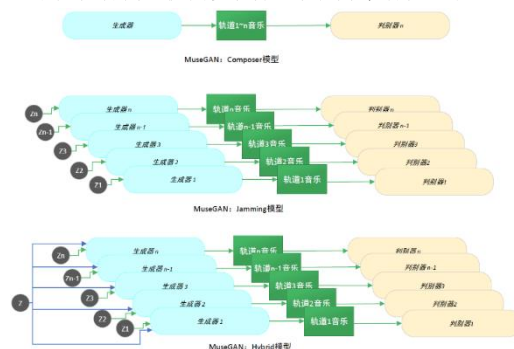 生成器
轨道1~n音乐
判别器n
MuseGAN：Composer模型
Zn
生成器n
轨道n音乐
判别器n
Zn-1
生成器n-1
轨道n-1音乐
判别器n-1
Z3
生成器3
轨道3音乐
判别器3
Z2
生成器2
轨道2音乐
判别器2
Z1
生成器1
轨道1音乐
判别器1
MuseGAN：Jamming模型
Zn
生成器n
轨道n音乐
判别器n
Zn-1
生成器n-1
轨道n-1音乐
判别器n-1
Z
Z3
生成器3
轨道3音乐
判别器3
Z2
生成器2
轨道2音乐
判别器2
Z1
生成器1
轨道1音乐
判别器1
MuseGAN：Hybrid模型